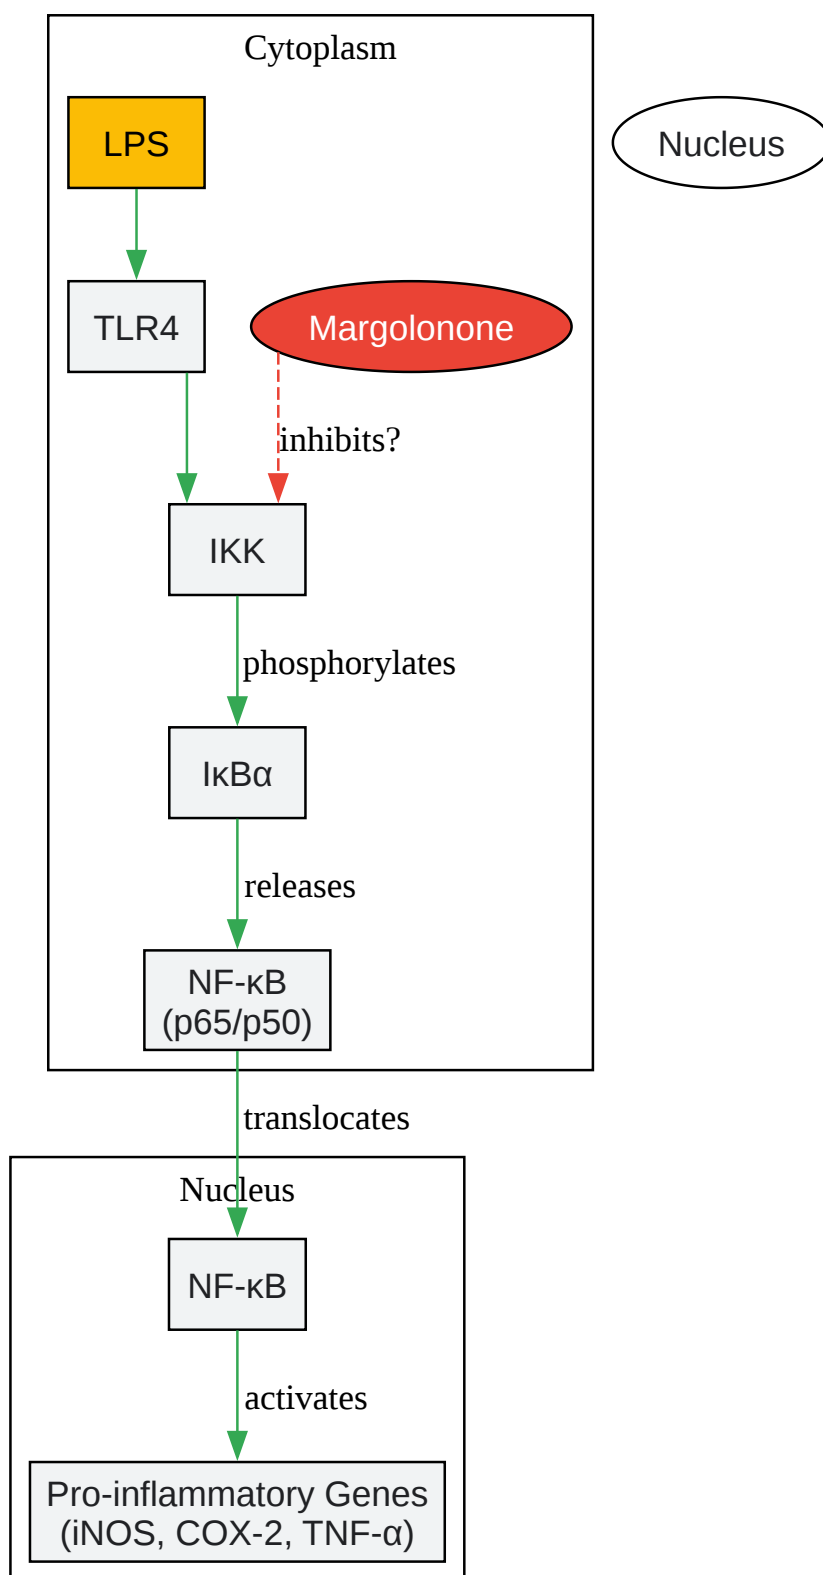 Cytoplasm
LPS
Nucleus
TLR4
Margolonone
inhibits?
IKK
phosphorylates
IκBα
releases
NF-κB
(p65/p50)
translocates
Nucleus
NF-κB
activates
Pro-inflammatory Genes
(iNOS, COX-2, TNF-α)